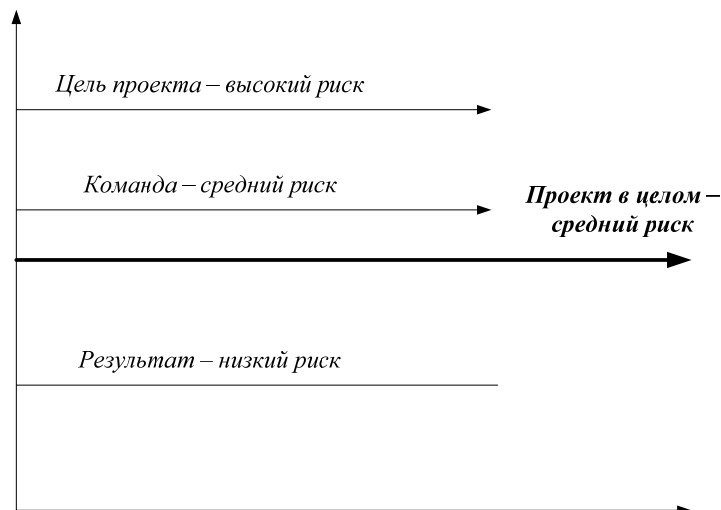 Цель проекта – высокий риск
Команда – средний риск
Проект в целом –
средний риск
Результат – низкий риск